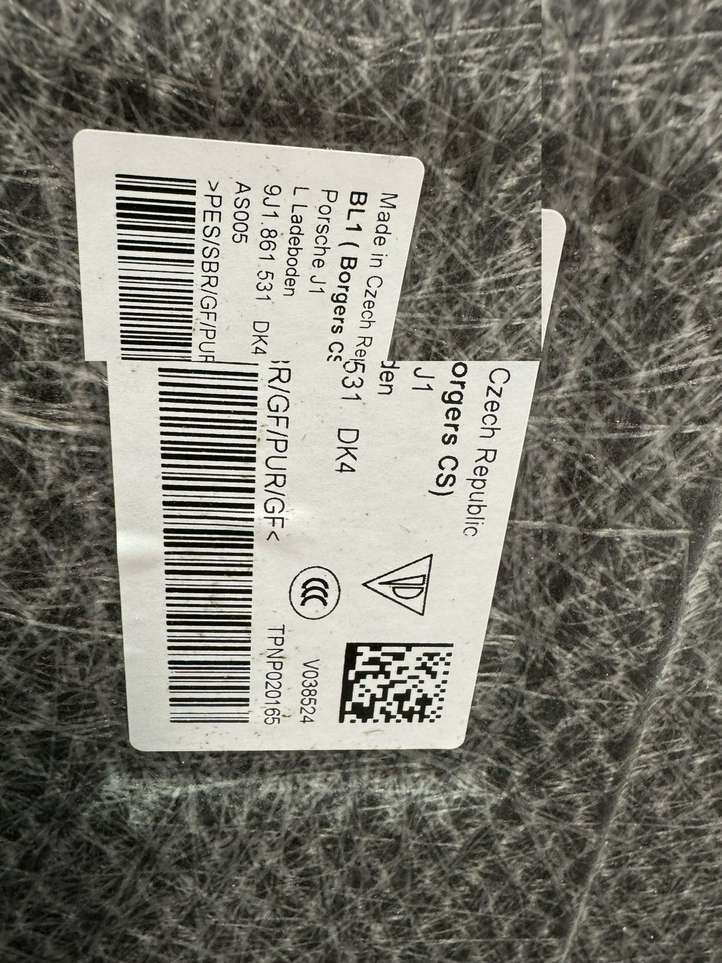 Made in Czech Re
BL1 ( Borgers CS
Porsche J1
L Ladeboden
9J1.861.531 DK4
AS005
>PES/SBR/GF/PUR
Czech Republic
orgers CS)
J1
den
531 DK4
R/GF/PUR/GF<
CCC
V038524
TPNP020165